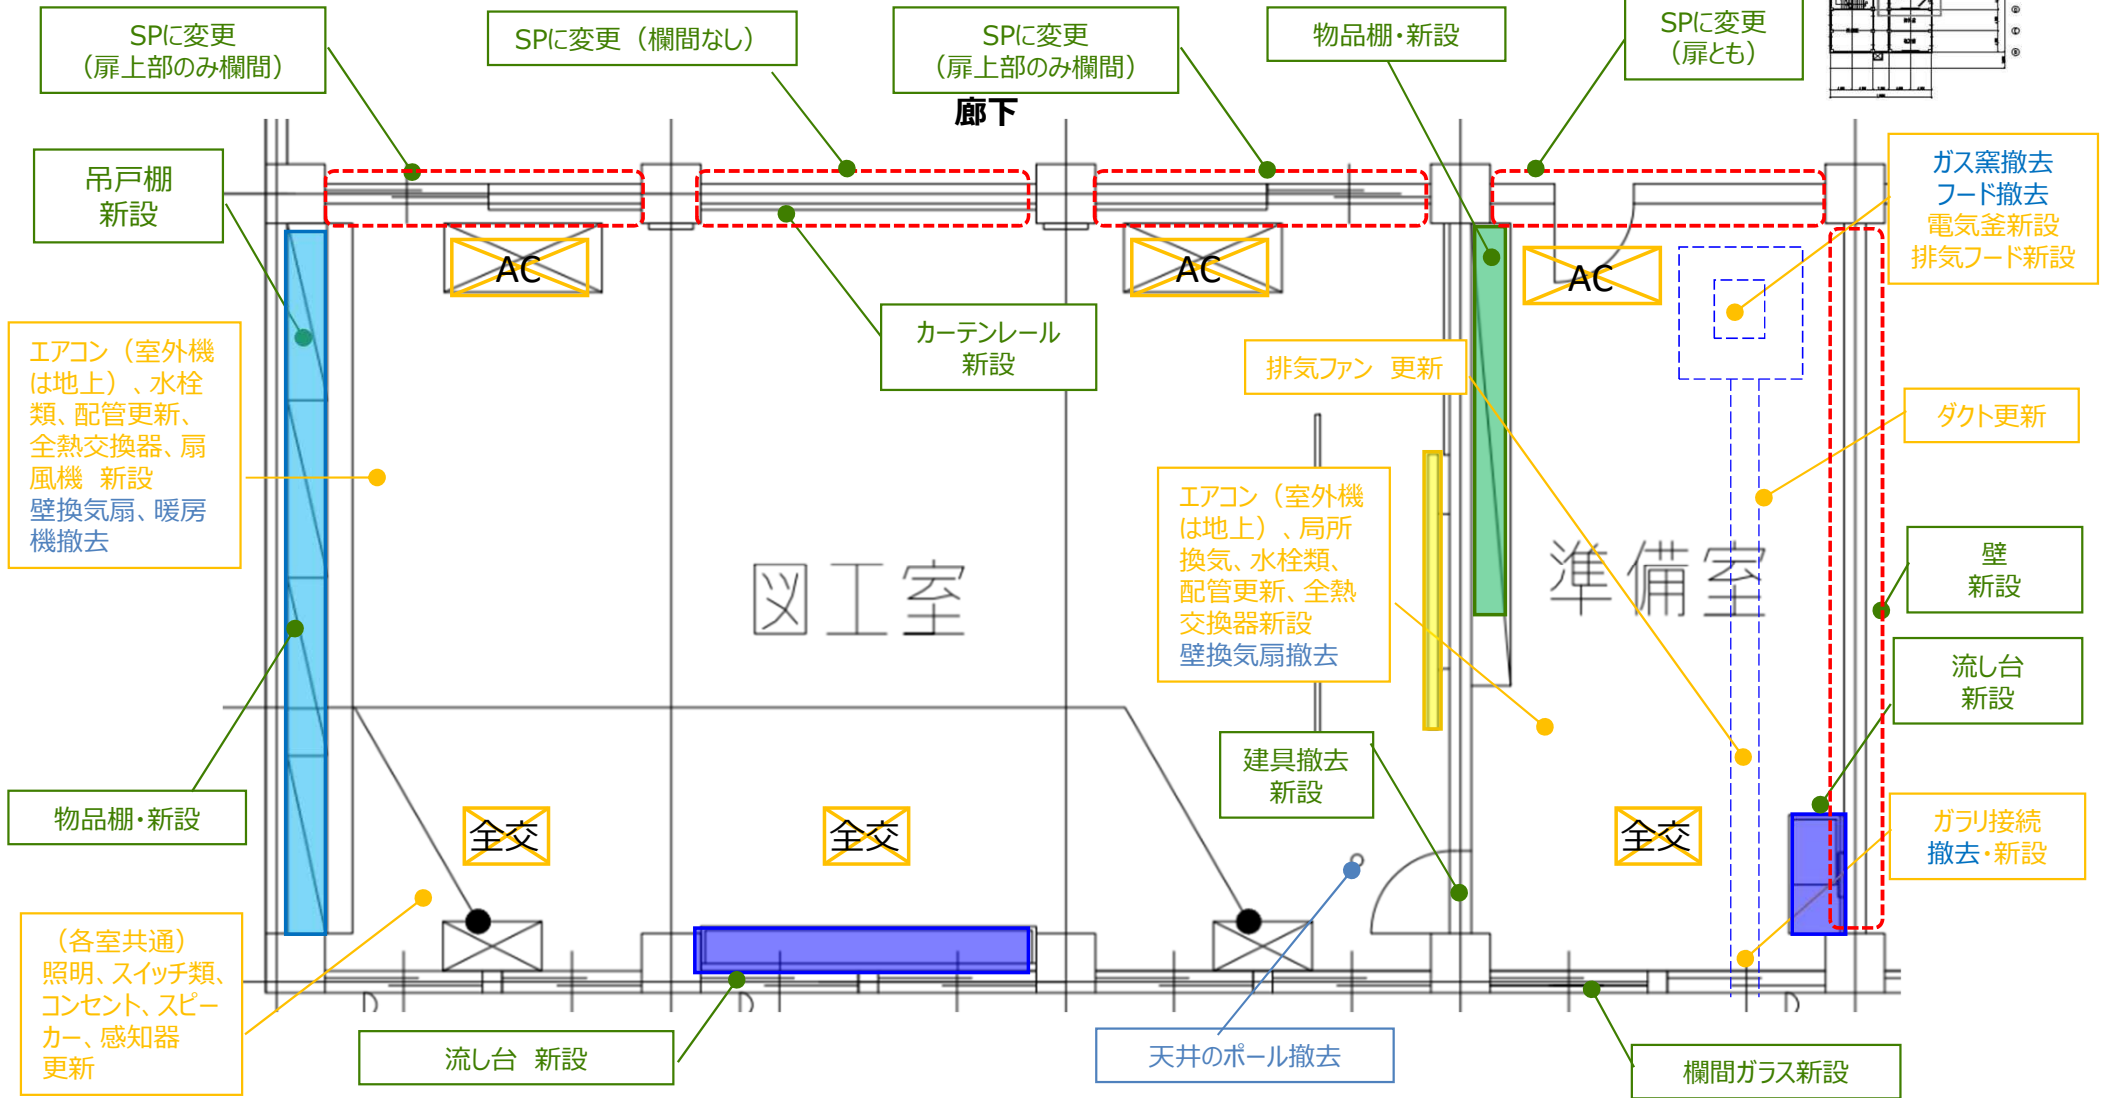 SPに変更
（扉上部のみ欄間）
SPに変更（欄間なし）
SPに変更
（扉上部のみ欄間）
物品棚・新設
SPに変更
（扉とも）
廊下
吊戸棚
新設
ガス窯撤去
フード撤去
電気釜新設
排気フード新設
AC
AC
AC
カーテンレール
新設
エアコン（室外機
は地上）、水栓
類、配管更新、
全熱交換器、扇
風機　新設
壁換気扇、暖房
機撤去
排気ファン　更新
ダクト更新
エアコン（室外機
は地上）、局所
換気、水栓類、
配管更新、全熱
交換器新設
壁換気扇撤去
図工室
準備室
壁
新設
流し台
新設
建具撤去
新設
物品棚・新設
全交
全交
全交
ガラリ接続
撤去・新設
（各室共通）
照明、スイッチ類、
コンセント、スピー
カー、感知器
更新
流し台　新設
天井のポール撤去
欄間ガラス新設